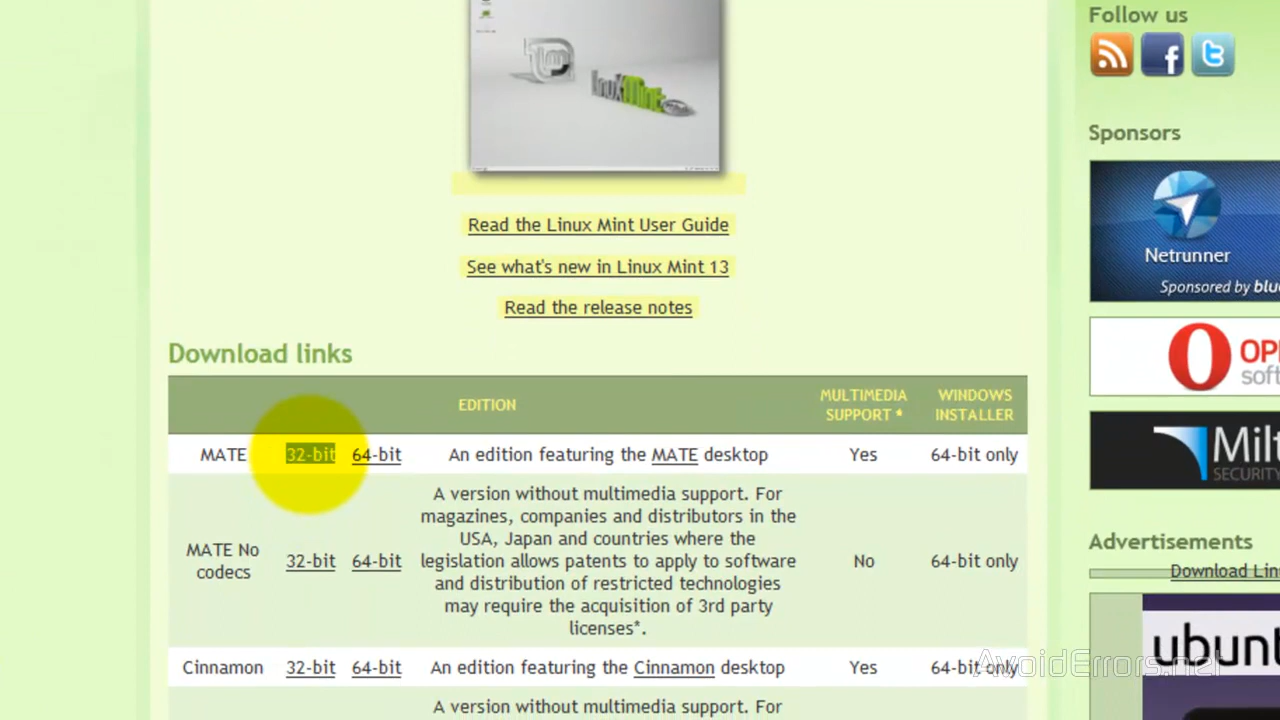 Follow us
Sponsors
LinuxMint
Netrunner
Sponsored by
Read the Linux Mint User Guide
See what's new in Linux Mint 13
Read the release notes
Download links
EDITION
MULTIMEDIA
SUPPORT *
WINDOWS
INSTALLER
MATE 32-bit 64-bit An edition featuring the MATE desktop Yes 64-bit only
MATE No
codecs
32-bit 64-bit
A version without multimedia support. For
magazines, companies and distributors in the
USA, Japan and countries where the
legislation allows patents to apply to software
and distribution of restricted technologies
may require the acquisition of 3rd party
licenses*.
No 64-bit only
Cinnamon 32-bit 64-bit An edition featuring the Cinnamon desktop Yes 64-bit only
A version without multimedia support. For
SECURITY
Advertisements
Download
AvoidErrors.net